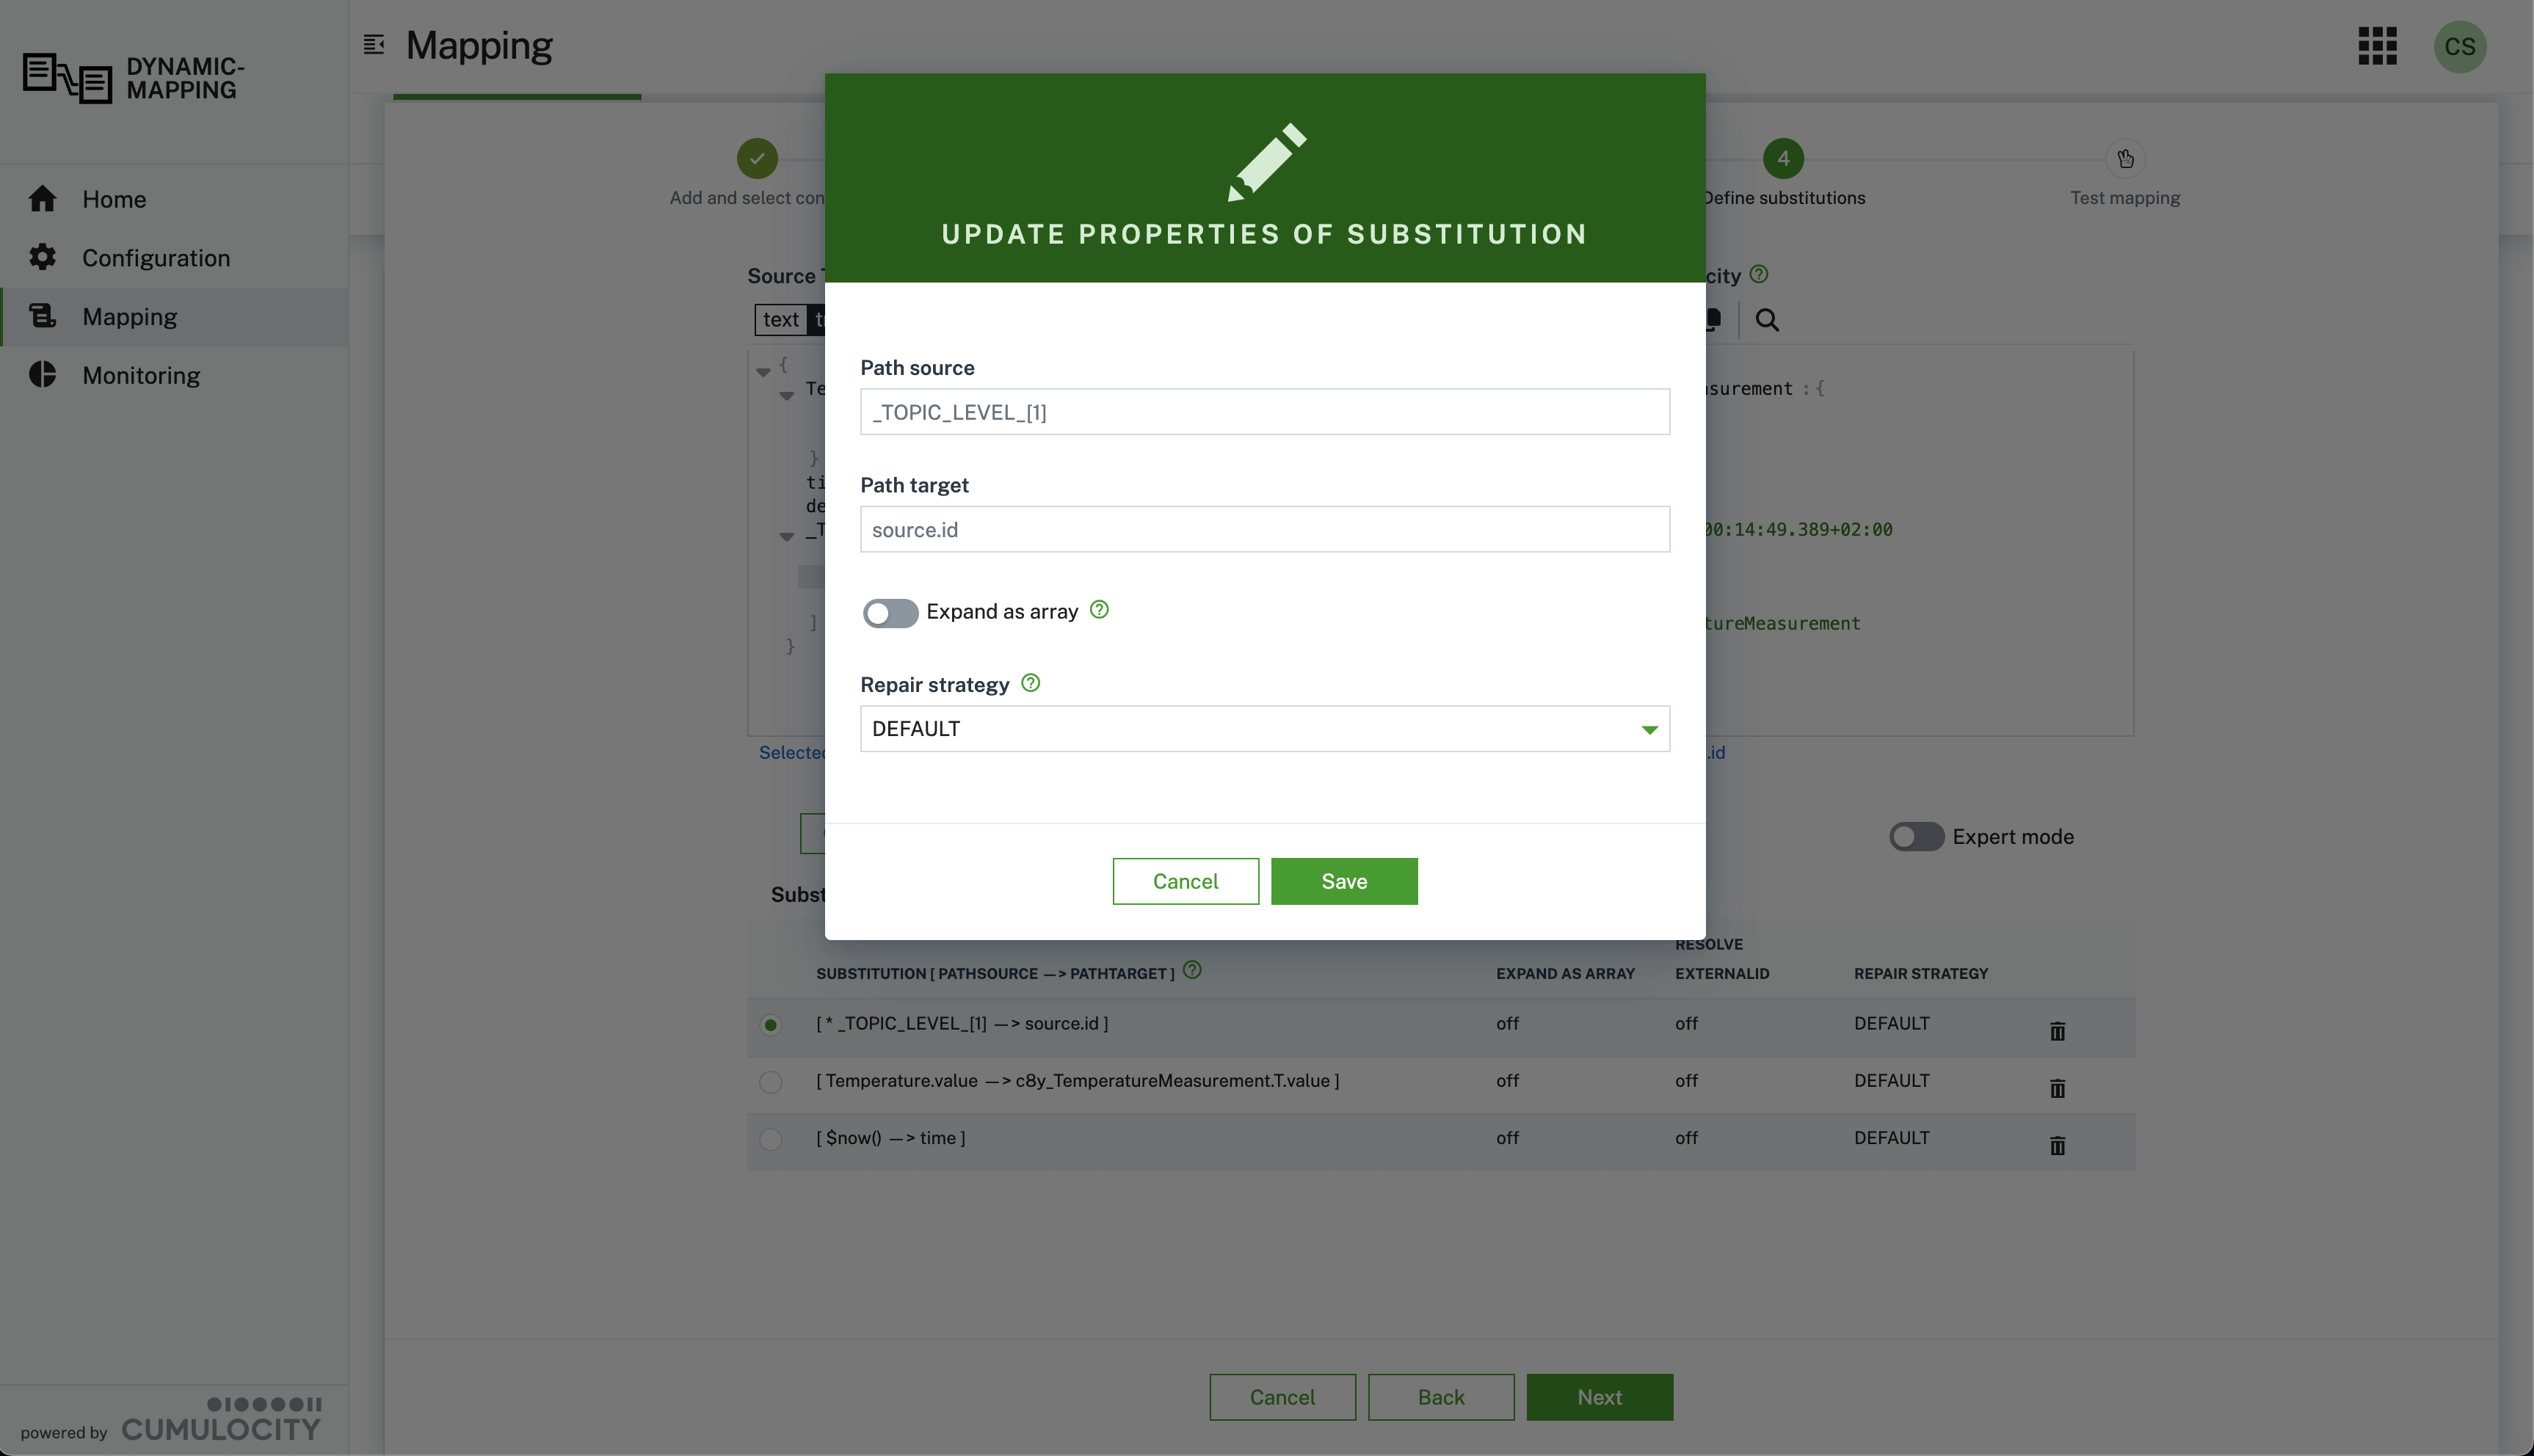 DYNAMIC-
MAPPING
Mapping
CS
Home
Configuration
Mapping
Monitoring
Add and select con
4
Define substitutions
Test mapping
UPDATE PROPERTIES OF SUBSTITUTION
Source
city
text
{
Te
asurement : {
}
ti
de
_T
00:14:49.389+02:00
]
tureMeasurement
}
Selected
.id
Path source
_TOPIC_LEVEL_[1]
Path target
source.id
Expand as array
Repair strategy
DEFAULT
Cancel
Save
Expert mode
Subst
SUBSTITUTION [ PATHSOURCE —> PATHTARGET ]
EXPAND AS ARRAY
RESOLVE
EXTERNALID
REPAIR STRATEGY
[ * _TOPIC_LEVEL_[1] —> source.id ] off off DEFAULT
[ Temperature.value —> c8y_TemperatureMeasurement.T.value ] off off DEFAULT
[ $now() —> time ] off off DEFAULT
Cancel
Back
Next
powered by CUMULOCITY